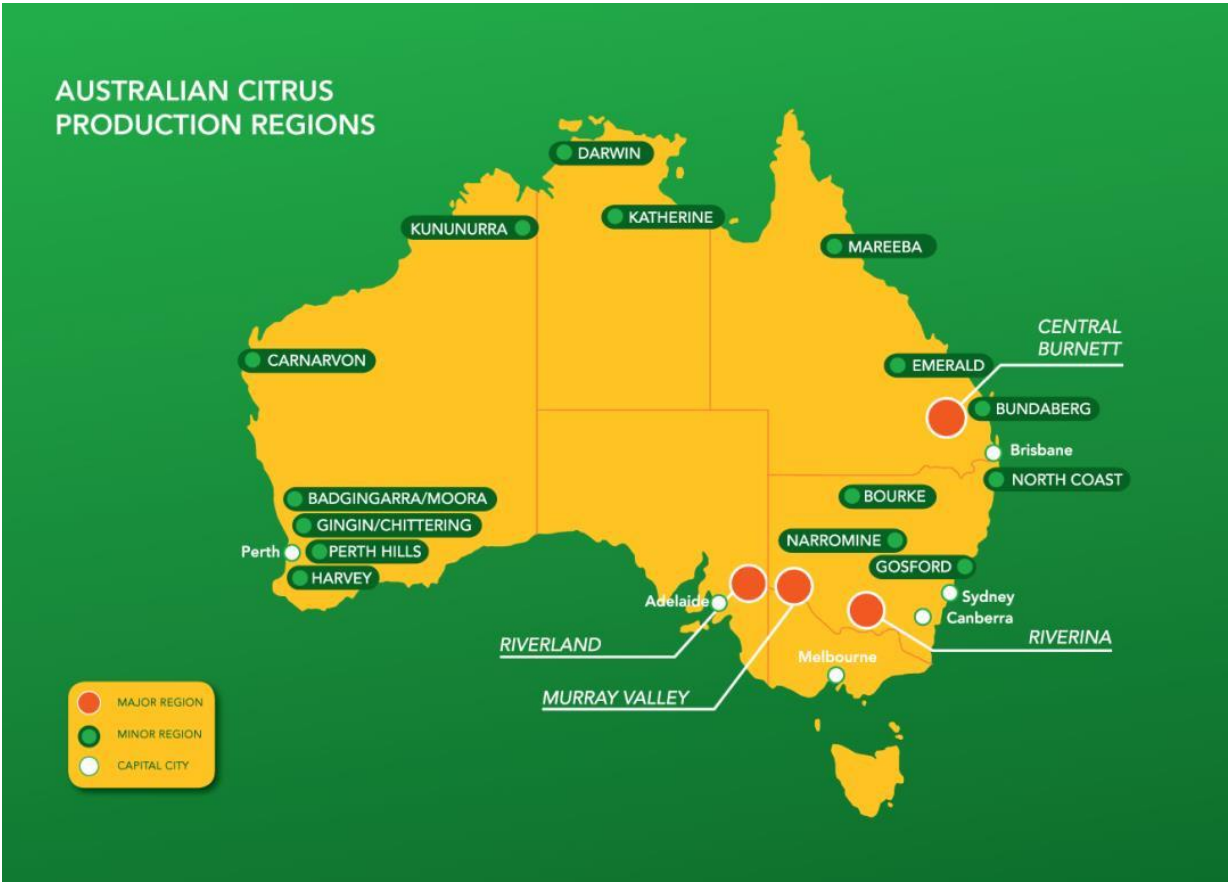 AUSTRALIAN CITRUS
PRODUCTION REGIONS
DARWIN
KATHERINE
KUNUNURRA
MAREEBA
CENTRAL
BURNETT
CARNARVON
EMERALD
BUNDABERG
Brisbane
NORTH COAST
BADGINGARRA/MOORA
BOURKE
GINGIN/CHITTERING
NARROMINE
Perth
PERTH HILLS
GOSFORD
HARVEY
Adelaide
Sydney
Canberra
RIVERLAND
RIVERINA
Melbourne
MURRAY VALLEY
MAJOR REGION
MINOR REGION
CAPITAL CITY